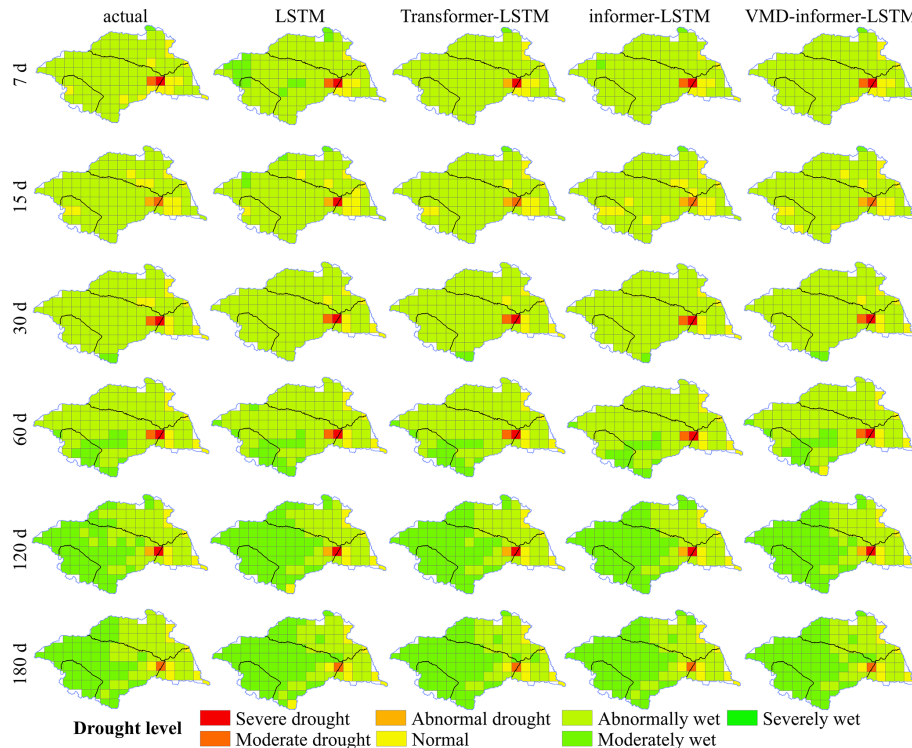 actual LSTM Transformer-LSTM informer-LSTM VMD-informer-LSTM
7 d
15 d
30 d
60 d
120 d
180 d
Drought level
Severe drought Abnormal drought Abnormally wet Severely wet
Moderate drought Normal Moderately wet